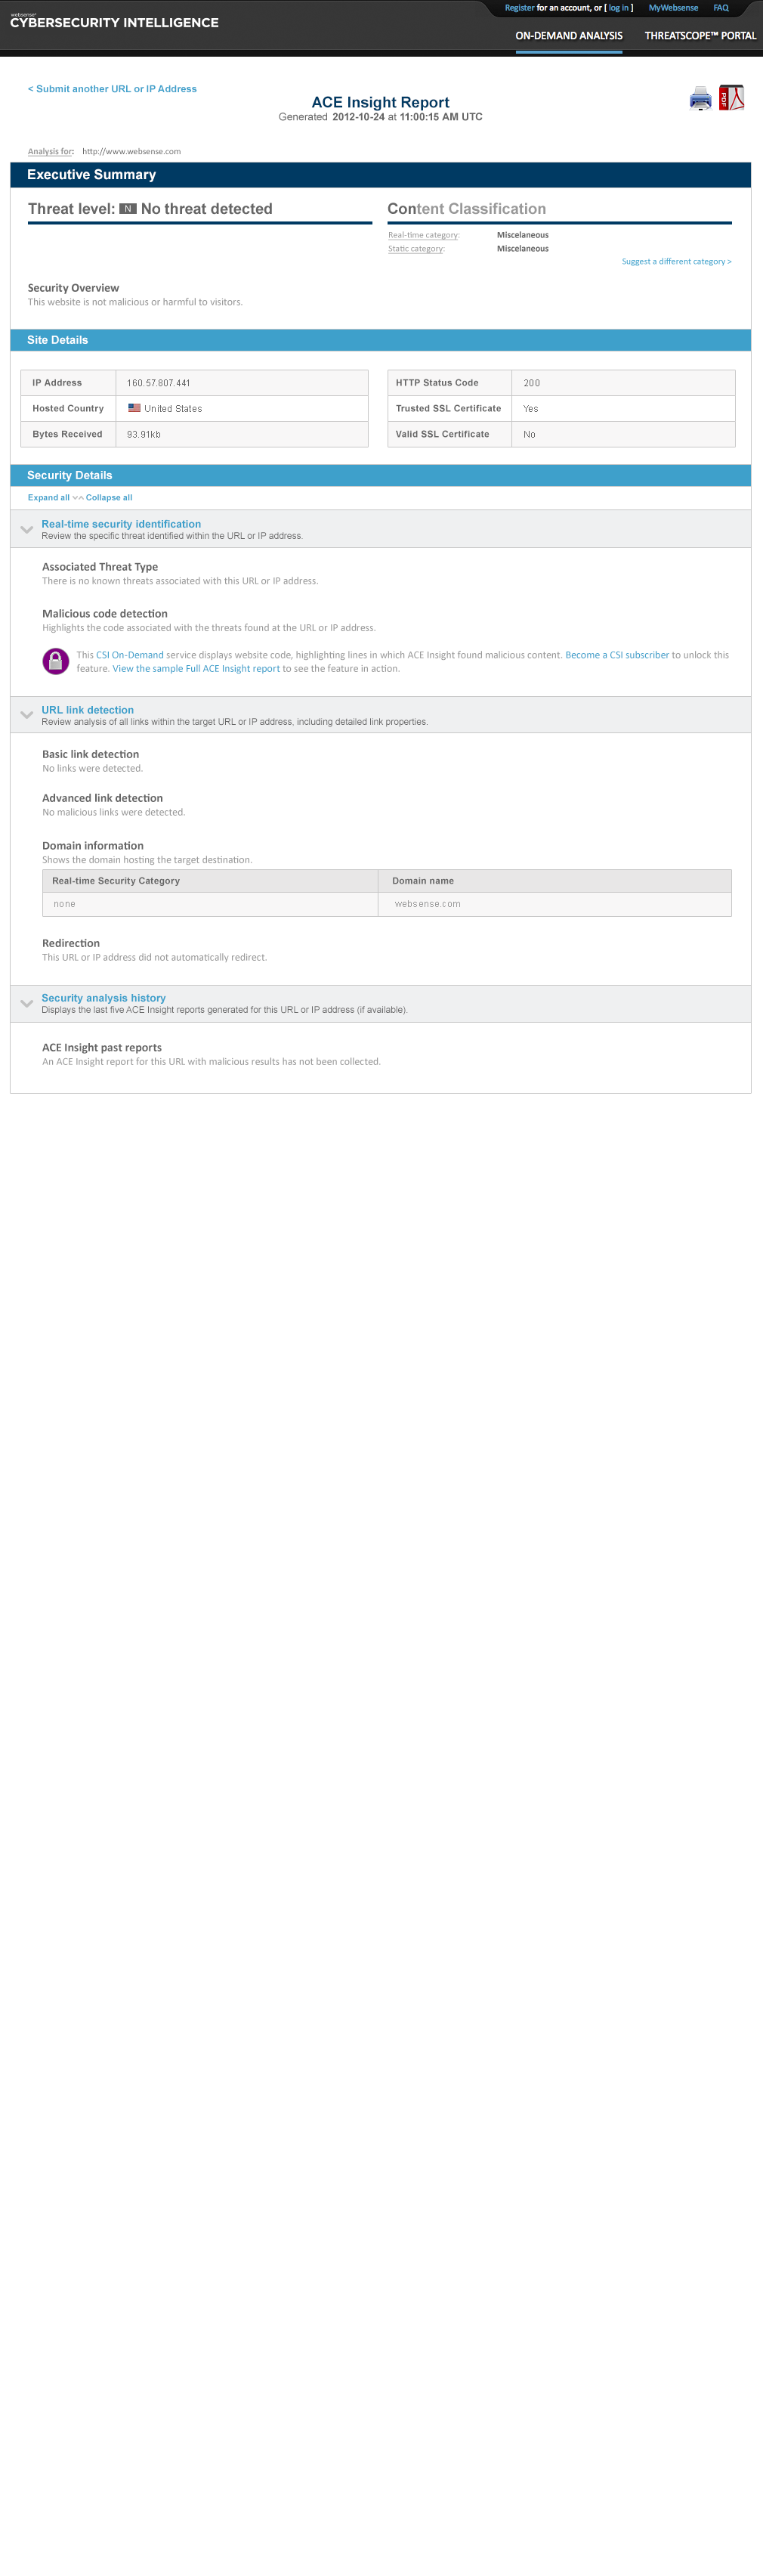 Register for an account, or [ log in ] MyWebsense FAQ
websense®
CYBERSECURITY INTELLIGENCE
ON-DEMAND ANALYSIS THREATSCOPE™ PORTAL
< Submit another URL or IP Address
ACE Insight Report
Generated 2012-10-24 at 11:00:15 AM UTC
PDF
Analysis for: http://www.websense.com
Executive Summary
Threat level: N No threat detected
Content Classification
Real-time category: Miscelaneous
Static category: Miscelaneous
Suggest a different category >
Security Overview
This website is not malicious or harmful to visitors.
Site Details
IP Address 160.57.807.441
Hosted Country United States
Bytes Received 93.91kb
HTTP Status Code 200
Trusted SSL Certificate Yes
Valid SSL Certificate No
Security Details
Expand all Collapse all
Real-time security identification
Review the specific threat identified within the URL or IP address.
Associated Threat Type
There is no known threats associated with this URL or IP address.
Malicious code detection
Highlights the code associated with the threats found at the URL or IP address.
This CSI On-Demand service displays website code, highlighting lines in which ACE Insight found malicious content. Become a CSI subscriber to unlock this
feature. View the sample Full ACE Insight report to see the feature in action.
URL link detection
Review analysis of all links within the target URL or IP address, including detailed link properties.
Basic link detection
No links were detected.
Advanced link detection
No malicious links were detected.
Domain information
Shows the domain hosting the target destination.
Real-time Security Category Domain name
none websense.com
Redirection
This URL or IP address did not automatically redirect.
Security analysis history
Displays the last five ACE Insight reports generated for this URL or IP address (if available).
ACE Insight past reports
An ACE Insight report for this URL with malicious results has not been collected.